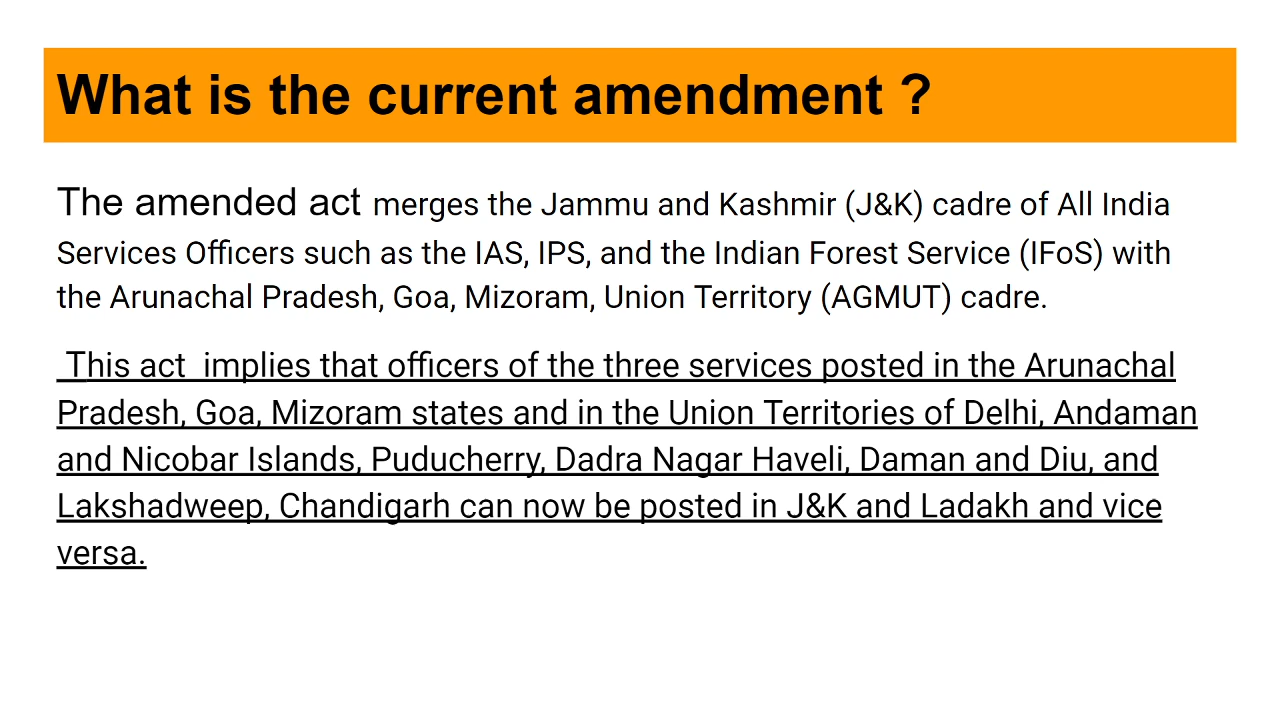 What is the current amendment ?
The amended act merges the Jammu and Kashmir (J&K) cadre of All India
Services Officers such as the IAS, IPS, and the Indian Forest Service (IFoS) with
the Arunachal Pradesh, Goa, Mizoram, Union Territory (AGMUT) cadre.
This act  implies that officers of the three services posted in the Arunachal
Pradesh, Goa, Mizoram states and in the Union Territories of Delhi, Andaman
and Nicobar Islands, Puducherry, Dadra Nagar Haveli, Daman and Diu, and
Lakshadweep, Chandigarh can now be posted in J&K and Ladakh and vice
versa.